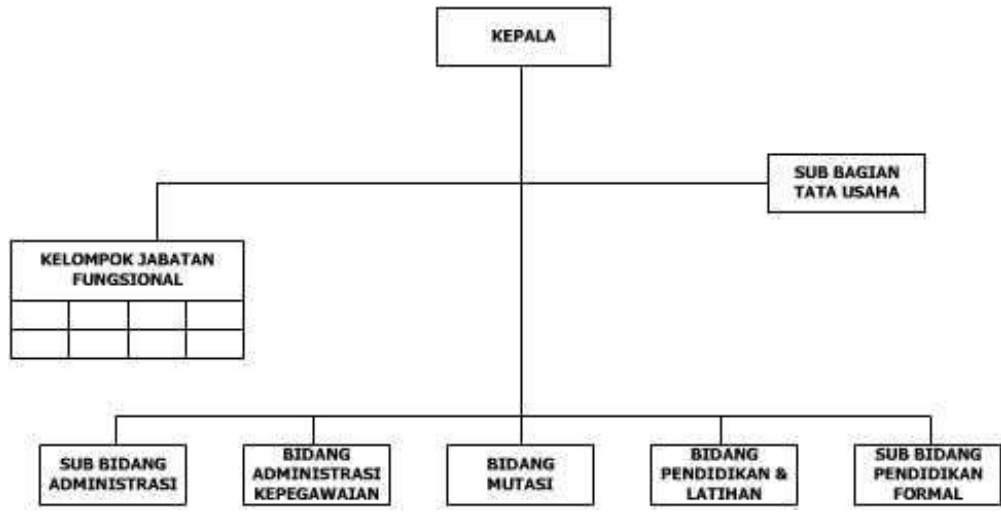 KEPALA
SUB BAGIAN
TATA USAHA
KELOMPOK JABATAN
FUNGSIONAL
SUB BIDANG
ADMINISTRASI
BIDANG
ADMINISTRASI
KEPEGAWAIAN
BIDANG
MUTASI
BIDANG
PENDIDIKAN &
LATIHAN
SUB BIDANG
PENDIDIKAN
FORMAL